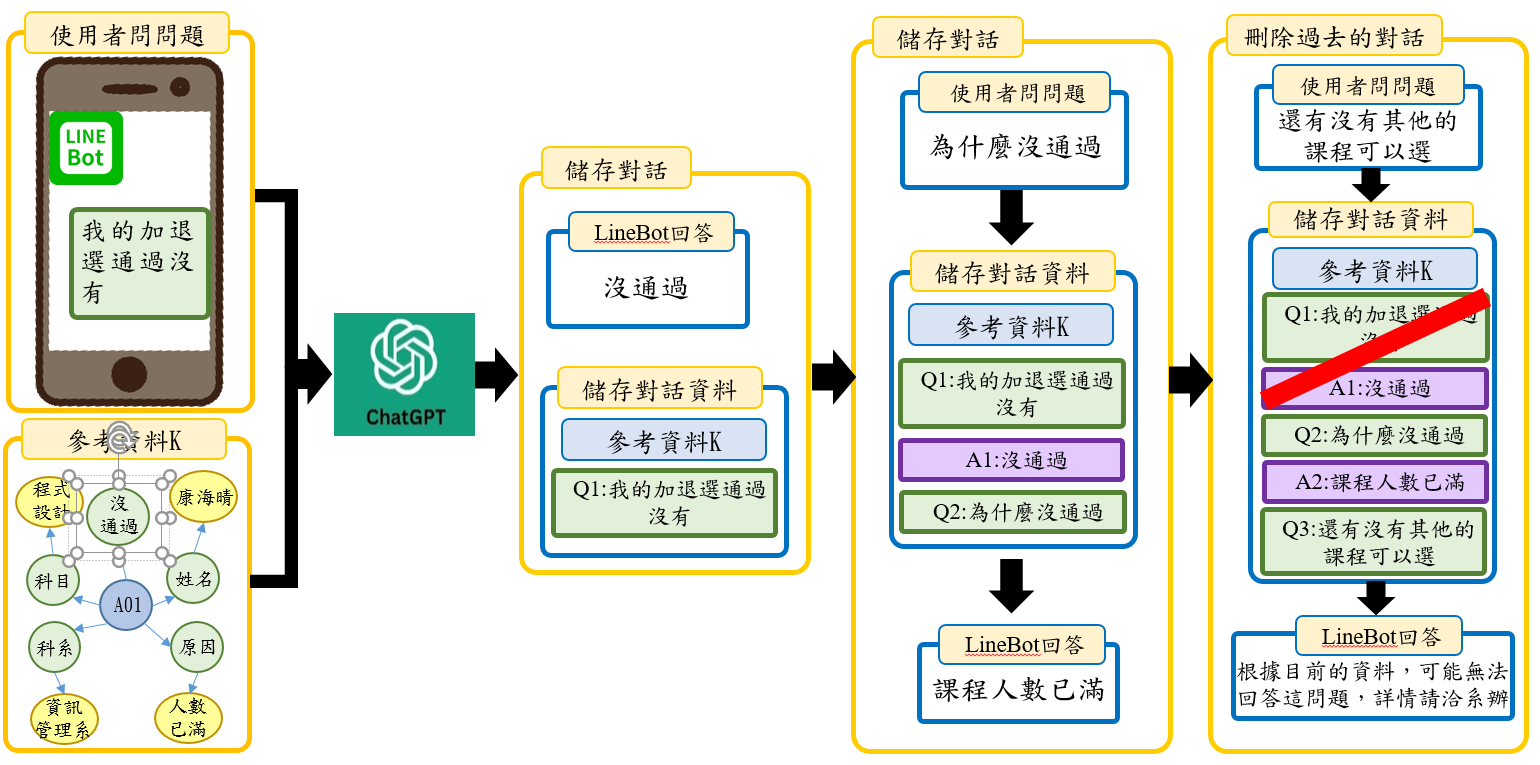 使用者問問題
LINE
Bot
我的加退
選通過沒
有
參考資料K
程式
設計
沒
通過
康海晴
科目
姓名
A01
科系
原因
資訊
管理系
人數
已滿
ChatGPT
儲存對話
LineBot回答
沒通過
儲存對話資料
參考資料K
Q1:我的加退選通過
沒有
儲存對話
使用者問問題
為什麼沒通過
儲存對話資料
參考資料K
Q1:我的加退選通過
沒有
A1:沒通過
Q2:為什麼沒通過
LineBot回答
課程人數已滿
刪除過去的對話
使用者問問題
還有沒有其他的
課程可以選
儲存對話資料
參考資料K
Q1:我的加退選通過
沒有
A1:沒通過
Q2:為什麼沒通過
A2:課程人數已滿
Q3:還有沒有其他的
課程可以選
LineBot回答
根據目前的資料，可能無法
回答這問題，詳情請洽系辦